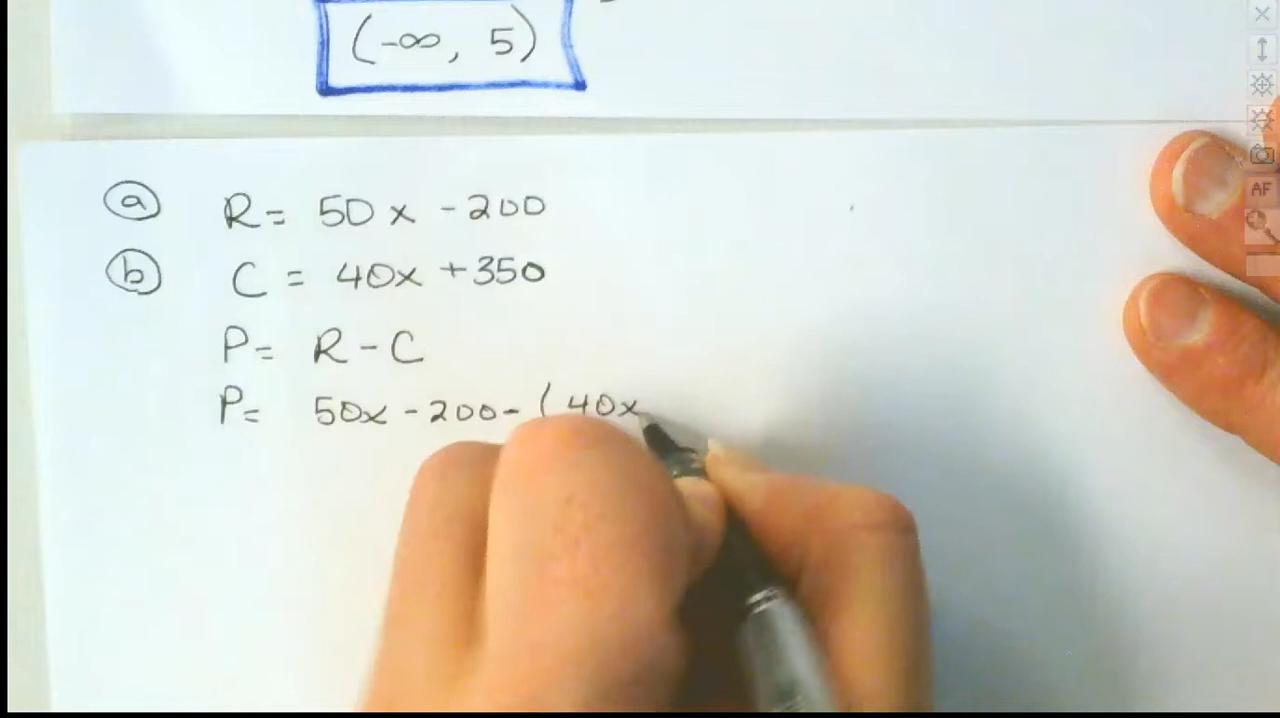 (-∞, 5)
ⓐ R= 50x -200
ⓑ C = 40x +350
P= R-C
P= 50x -200- (40x
AF